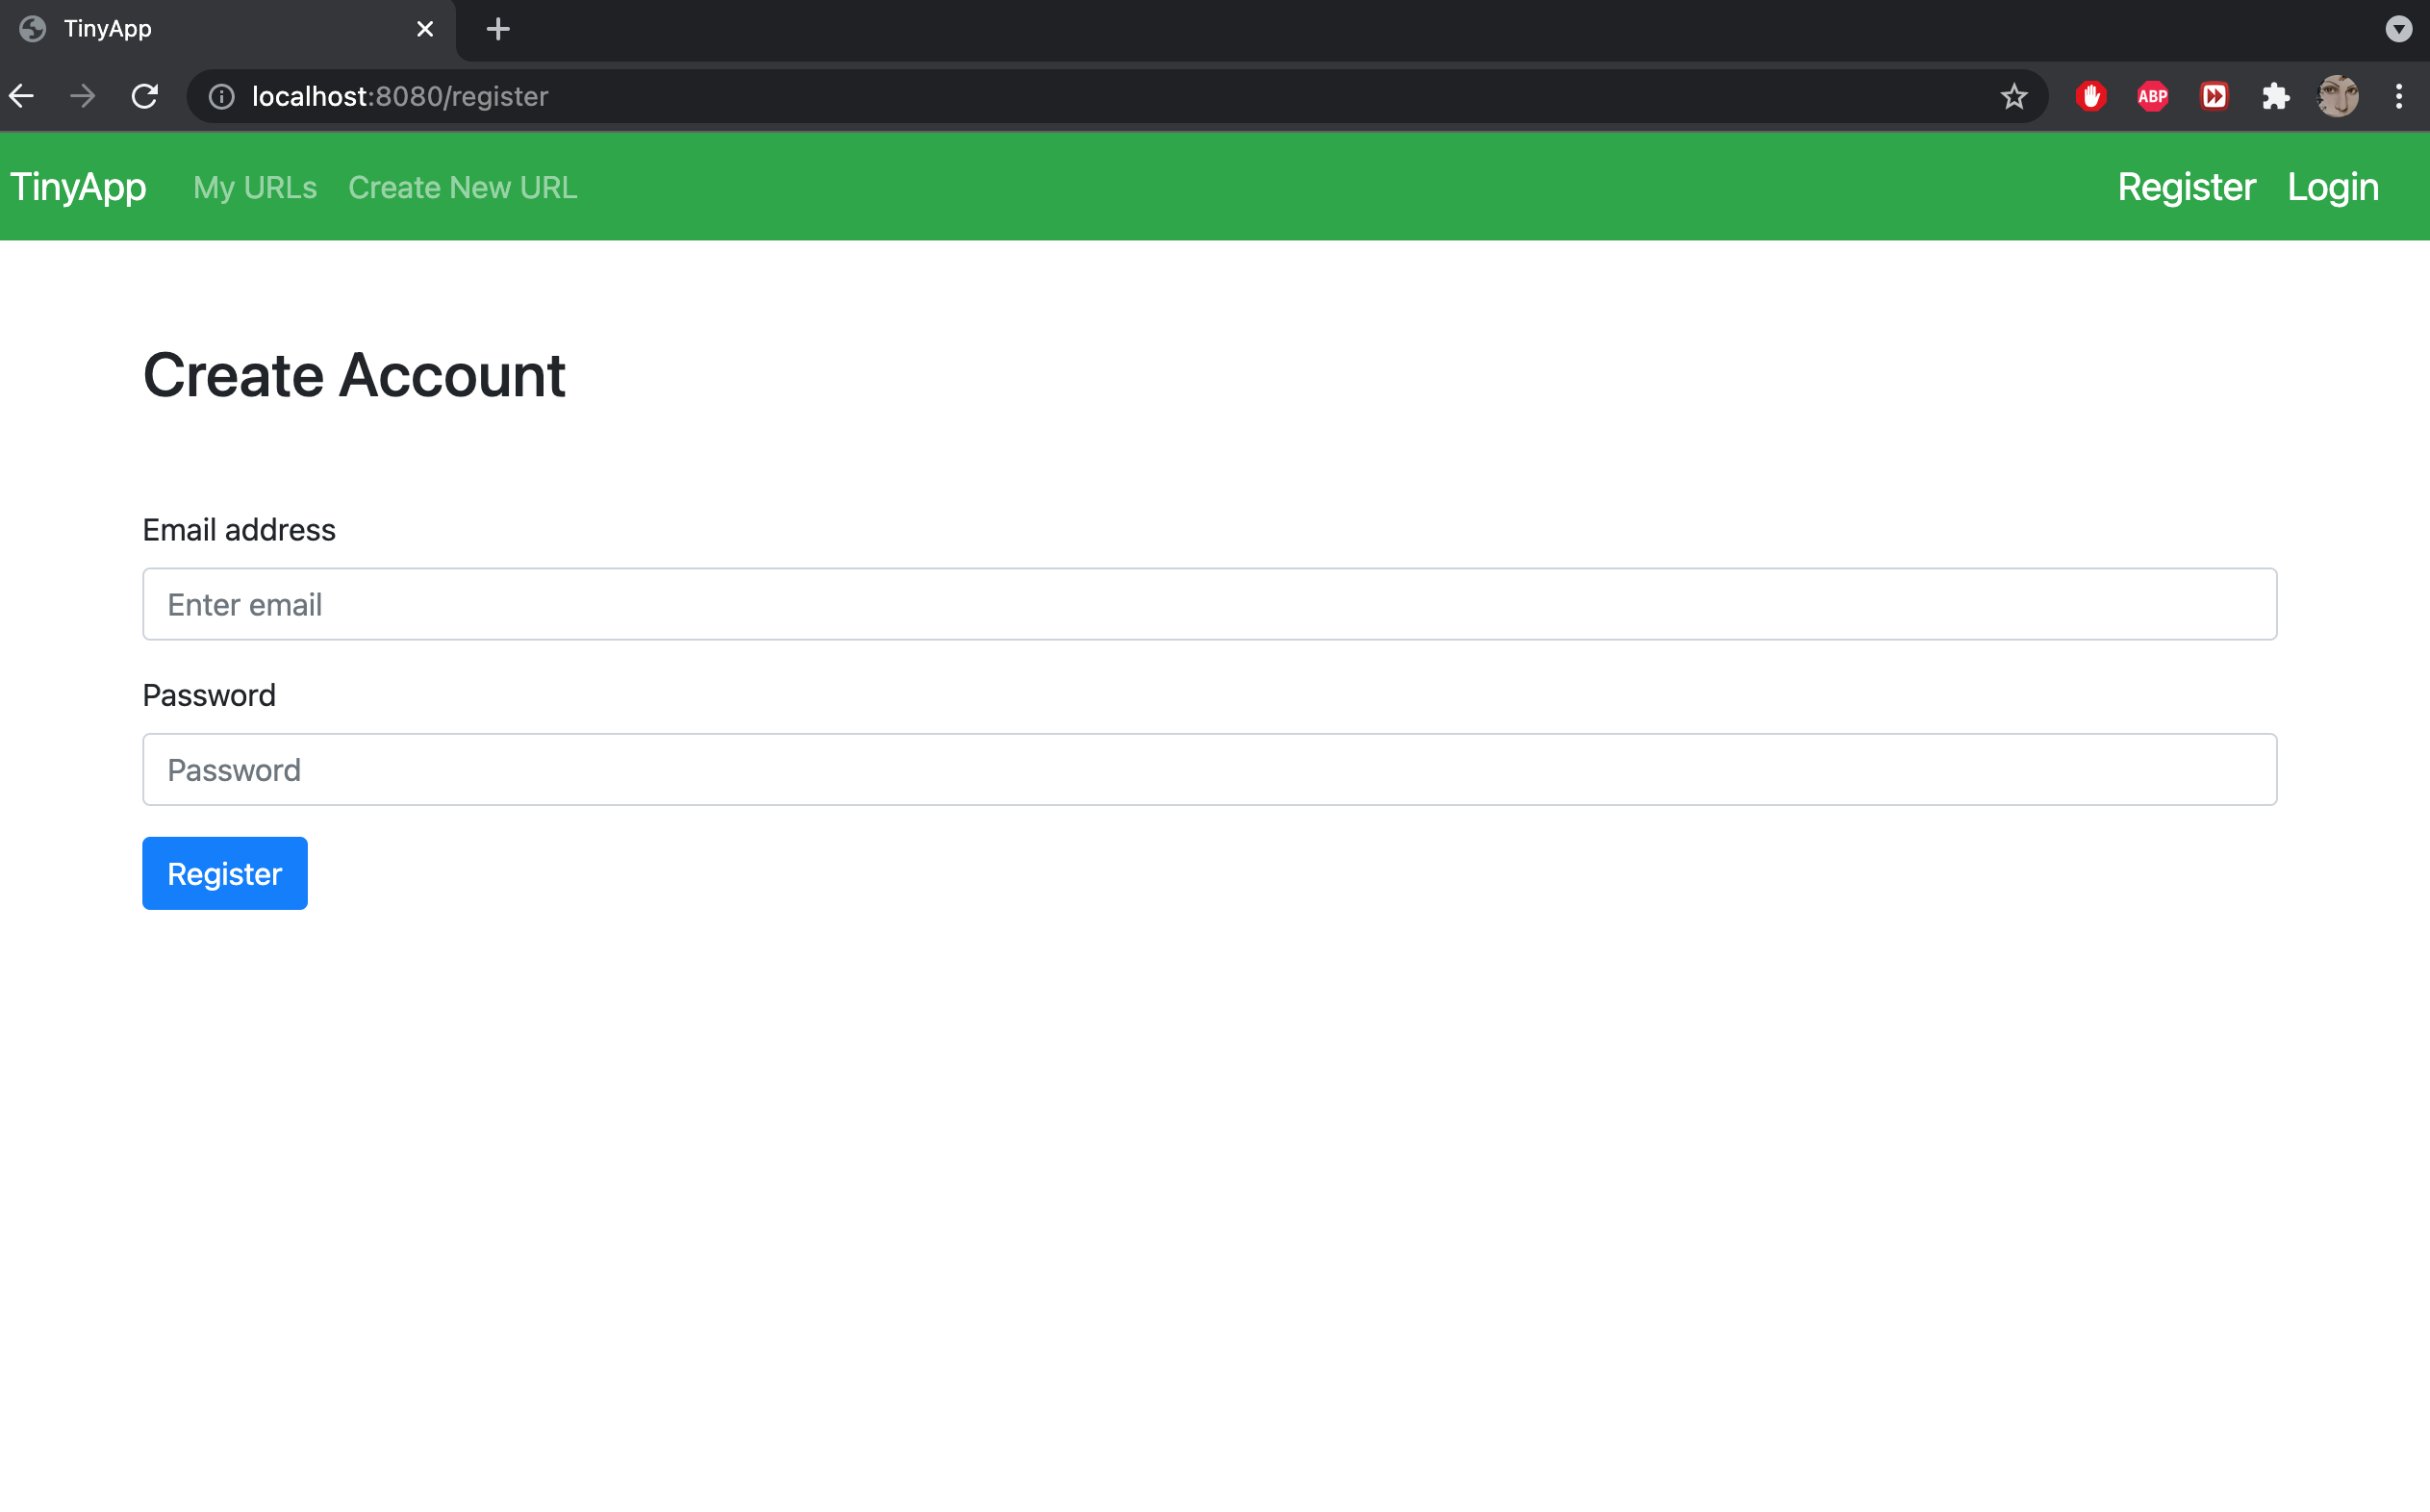 TinyApp
localhost:8080/register
ABP
TinyApp My URLs Create New URL Register Login
Create Account
Email address
Enter email
Password
Password
Register